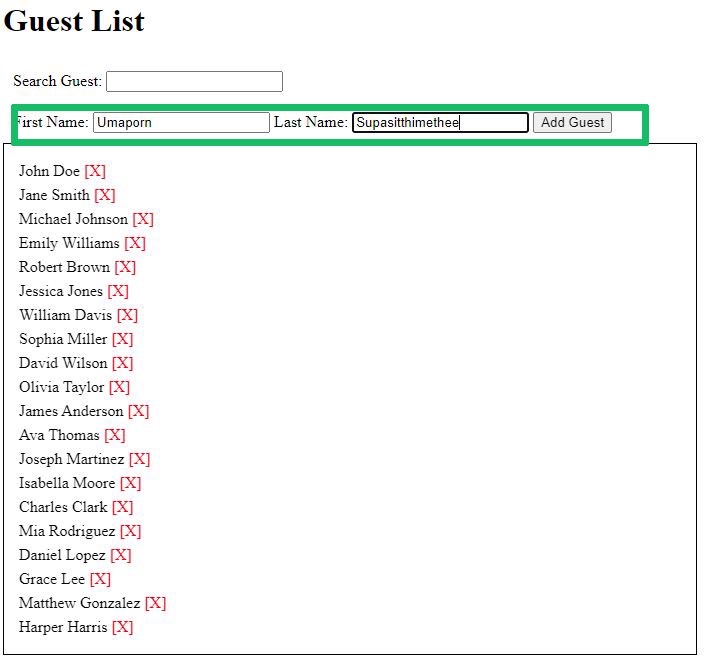 Guest List
Search Guest:
First Name: Umaporn Last Name: Supasitthimethee Add Guest
John Doe [X]
Jane Smith [X]
Michael Johnson [X]
Emily Williams [X]
Robert Brown [X]
Jessica Jones [X]
William Davis [X]
Sophia Miller [X]
David Wilson [X]
Olivia Taylor [X]
James Anderson [X]
Ava Thomas [X]
Joseph Martinez [X]
Isabella Moore [X]
Charles Clark [X]
Mia Rodriguez [X]
Daniel Lopez [X]
Grace Lee [X]
Matthew Gonzalez [X]
Harper Harris [X]